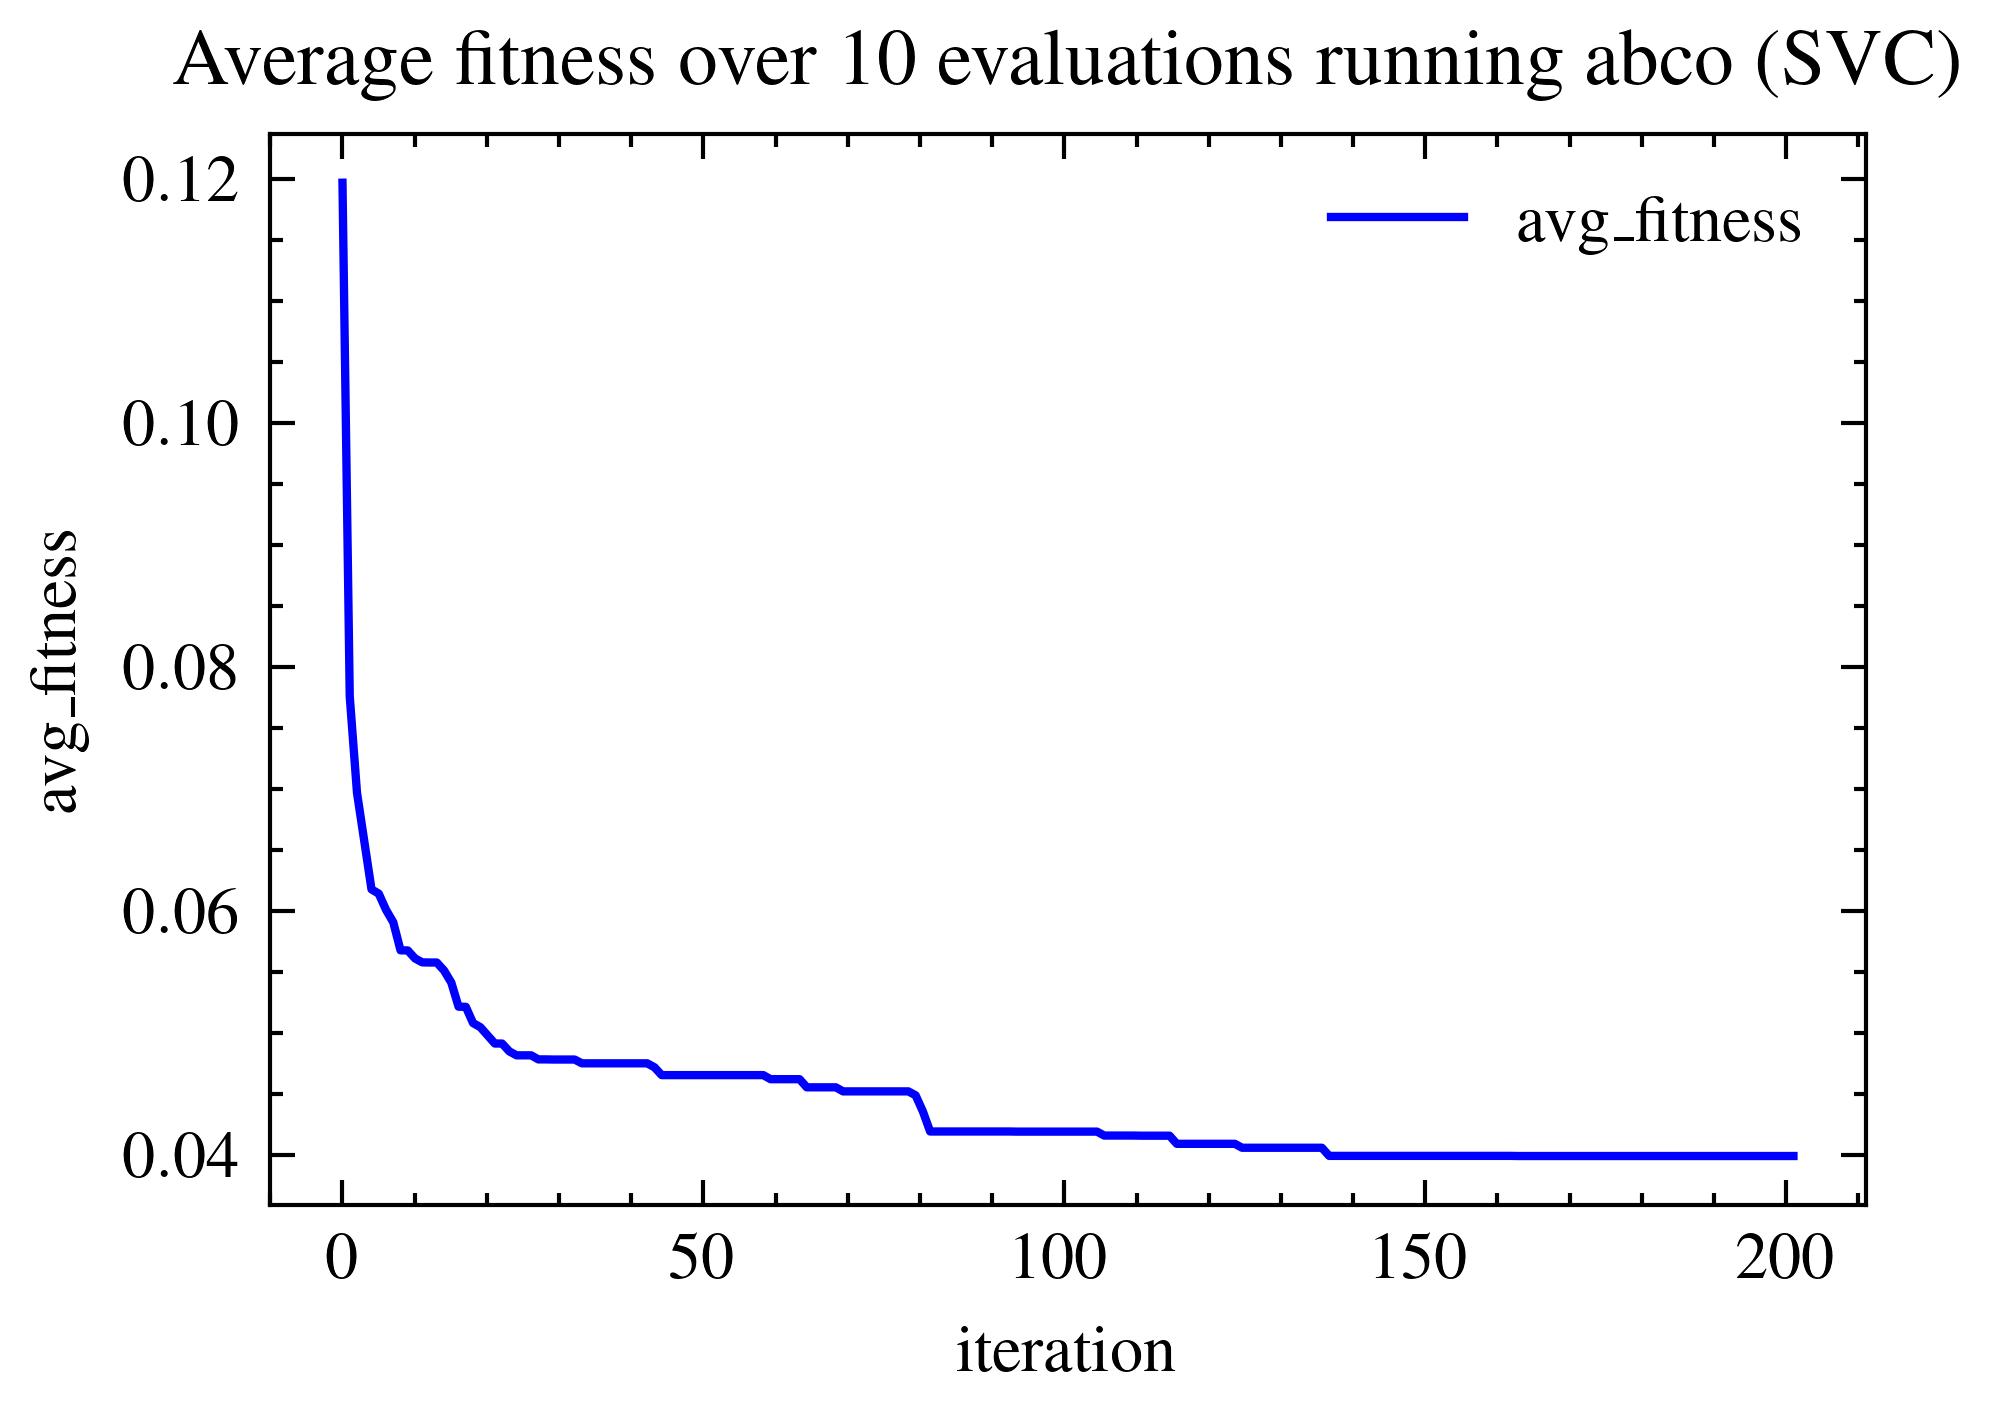 Average fitness over 10 evaluations running abco (SVC)
avg_fitness
0.12
0.10
0.08
0.06
0.04
avg_fitness
0 50 100 150 200
iteration